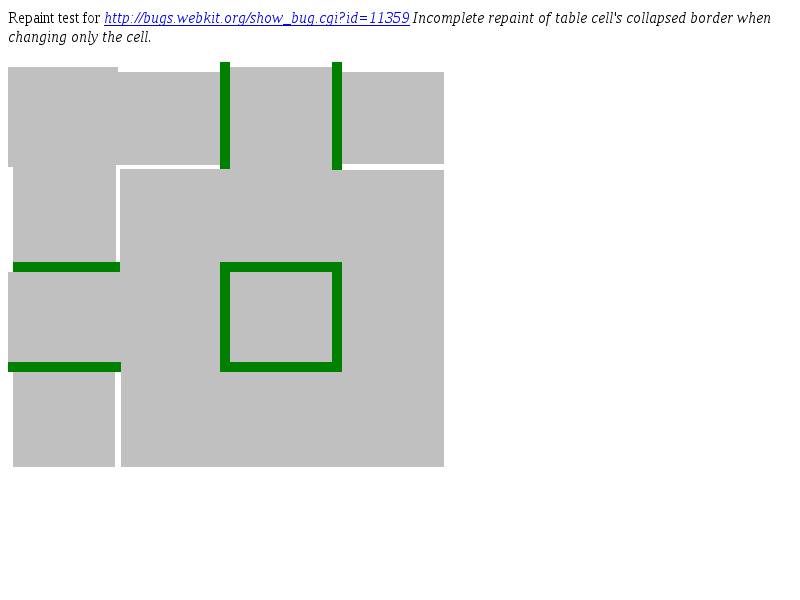 Repaint test for http://bugs.webkit.org/show_bug.cgi?id=11359 Incomplete repaint of table cell's collapsed border when
changing only the cell.